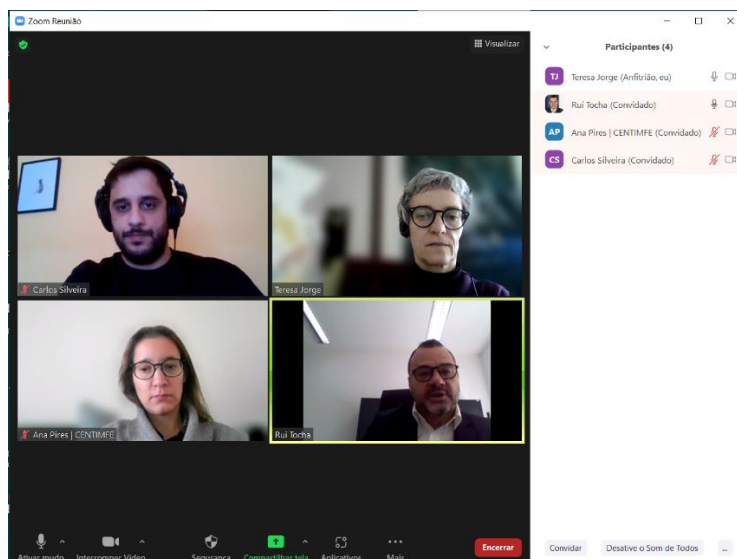 Zoom Reunião
Visualizar
Carlos Silveira
Teresa Jorge
Ana Pires | CENTIMFE
Rui Tocha
Ativar mudo
Interromper Vídeo
Segurança
Compartilhar tela
Aplicativos
Mais
Encerrar
Participantes (4)
TJ Teresa Jorge (Anfitrião, eu)
Rui Tocha (Convidado)
AP Ana Pires | CENTIMFE (Convidado)
CS Carlos Silveira (Convidado)
Convidar
Desative o Som de Todos
...